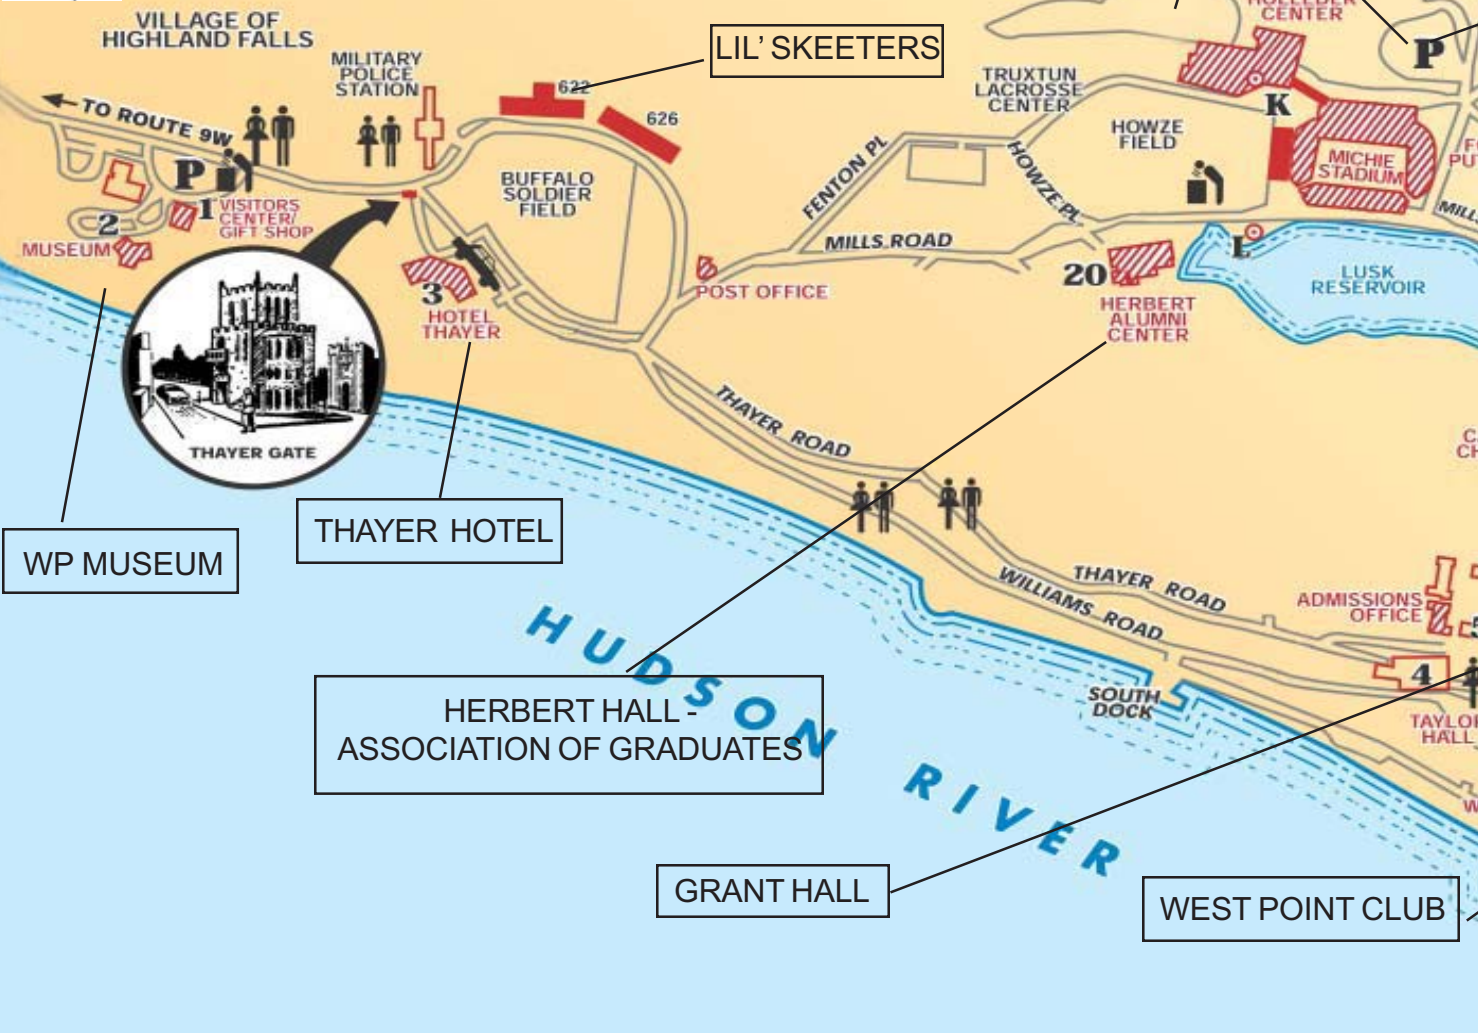 VILLAGE OF
HIGHLAND FALLS
MILITARY
POLICE
STATION
LIL' SKEETERS
622
626
CENTER
P
K
TRUXTUN
LACROSSE
CENTER
HOWZE
FIELD
MICHIE
STADIUM
TO ROUTE 9W
P
1
VISITORS
CENTER/
GIFT SHOP
2
MUSEUM
BUFFALO
SOLDIER
FIELD
FENTON PL
HOWZE PL
MILLS ROAD
MILLS
L
LUSK
RESERVOIR
20
HERBERT
ALUMNI
CENTER
POST OFFICE
3
HOTEL
THAYER
THAYER GATE
THAYER ROAD
WP MUSEUM
THAYER HOTEL
WILLIAMS ROAD
THAYER ROAD
ADMISSIONS
OFFICE
5
4
TAYLOR
HALL
SOUTH
DOCK
HUDSON RIVER
HERBERT HALL -
ASSOCIATION OF GRADUATES
GRANT HALL
WEST POINT CLUB